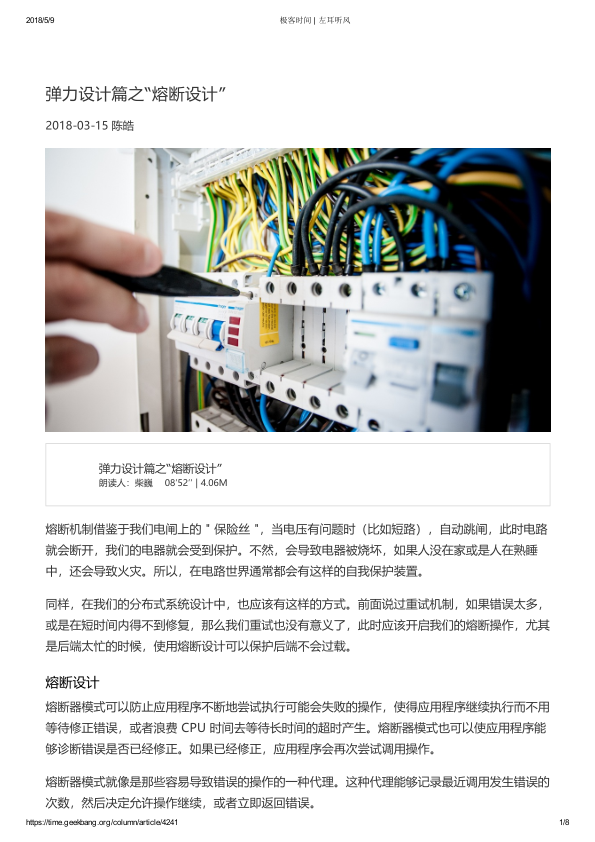 2018/5/9
极客时间 | 左耳听风
弹力设计篇之“熔断设计”
2018-03-15 陈皓
弹力设计篇之“熔断设计”
朗读人：柴巍 08′52′′ | 4.06M
熔断机制借鉴于我们电闸上的＂保险丝＂，当电压有问题时（比如短路），自动跳闸，此时电路
就会断开，我们的电器就会受到保护。不然，会导致电器被烧坏，如果人没在家或是人在熟睡
中，还会导致火灾。所以，在电路世界通常都会有这样的自我保护装置。
同样，在我们的分布式系统设计中，也应该有这样的方式。前面说过重试机制，如果错误太多，
或是在短时间内得不到修复，那么我们重试也没有意义了，此时应该开启我们的熔断操作，尤其
是后端太忙的时候，使用熔断设计可以保护后端不会过载。
熔断设计
熔断器模式可以防止应用程序不断地尝试执行可能会失败的操作，使得应用程序继续执行而不用
等待修正错误，或者浪费 CPU 时间去等待长时间的超时产生。熔断器模式也可以使应用程序能
够诊断错误是否已经修正。如果已经修正，应用程序会再次尝试调用操作。
熔断器模式就像是那些容易导致错误的操作的一种代理。这种代理能够记录最近调用发生错误的
次数，然后决定允许操作继续，或者立即返回错误。
https://time.geekbang.org/column/article/4241
1/8